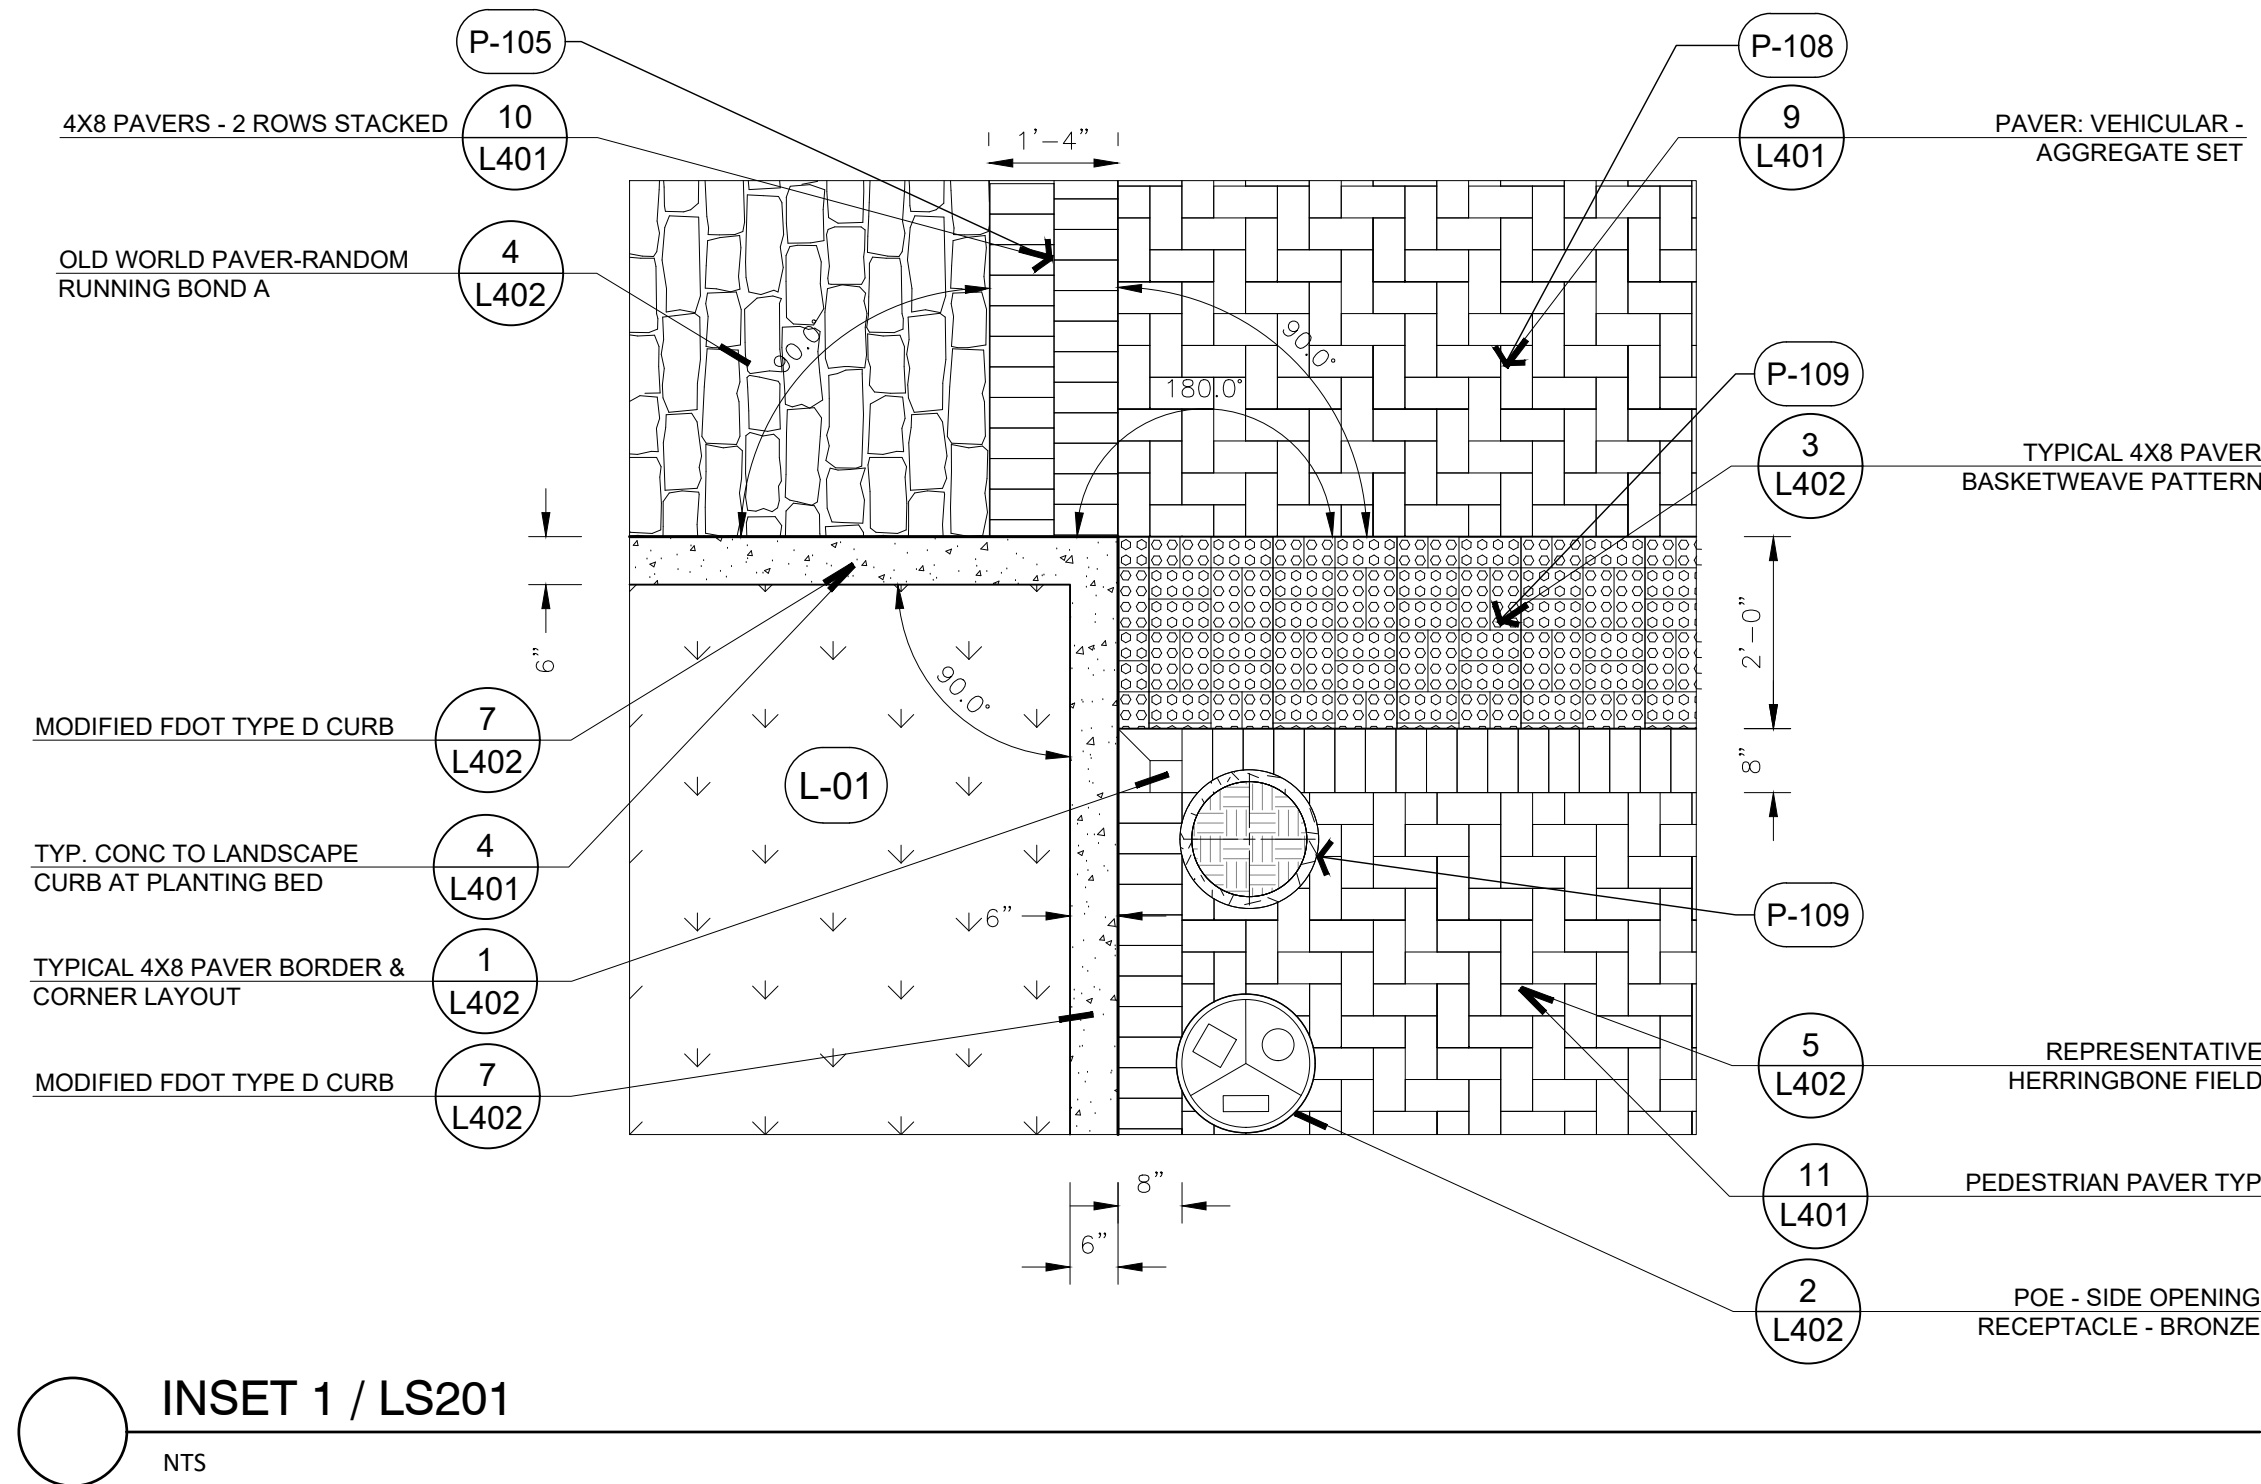 P-105
P-108
4X8 PAVERS - 2 ROWS STACKED
10
L401
1'-4"
9
L401
PAVER: VEHICULAR -
AGGREGATE SET
OLD WORLD PAVER-RANDOM
RUNNING BOND A
4
L402
90.0°
90.0°
180.0°
P-109
3
L402
TYPICAL 4X8 PAVER
BASKETWEAVE PATTERN
6"
2'-0"
90.0°
MODIFIED FDOT TYPE D CURB
7
L402
8"
L-01
TYP. CONC TO LANDSCAPE
CURB AT PLANTING BED
4
L401
6"
P-109
TYPICAL 4X8 PAVER BORDER &
CORNER LAYOUT
1
L402
MODIFIED FDOT TYPE D CURB
7
L402
5
L402
REPRESENTATIVE
HERRINGBONE FIELD
8"
6"
11
L401
PEDESTRIAN PAVER TYP
2
L402
POE - SIDE OPENING
RECEPTACLE - BRONZE
INSET 1 / LS201
NTS